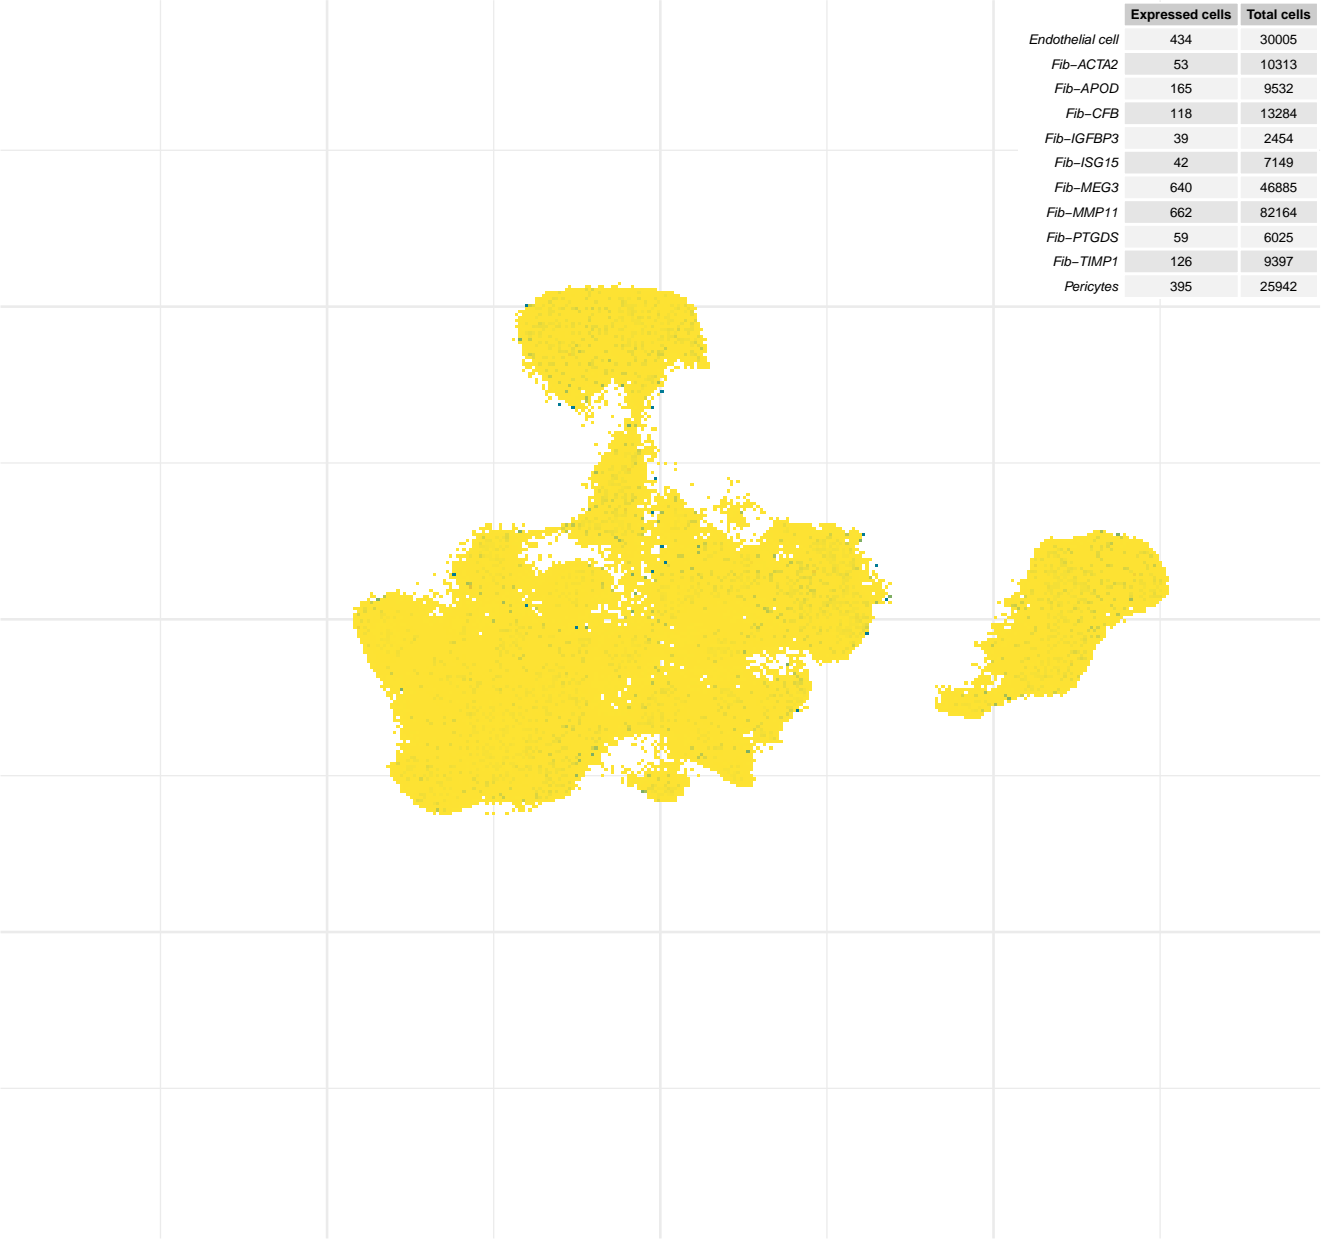 Expressed cells Total cells
Endothelial cell 434 30005
Fib−ACTA2 53 10313
Fib−APOD 165 9532
Fib−CFB 118 13284
Fib−IGFBP3 39 2454
Fib−ISG15 42 7149
Fib−MEG3 640 46885
Fib−MMP11 662 82164
Fib−PTGDS 59 6025
Fib−TIMP1 126 9397
Pericytes 395 25942